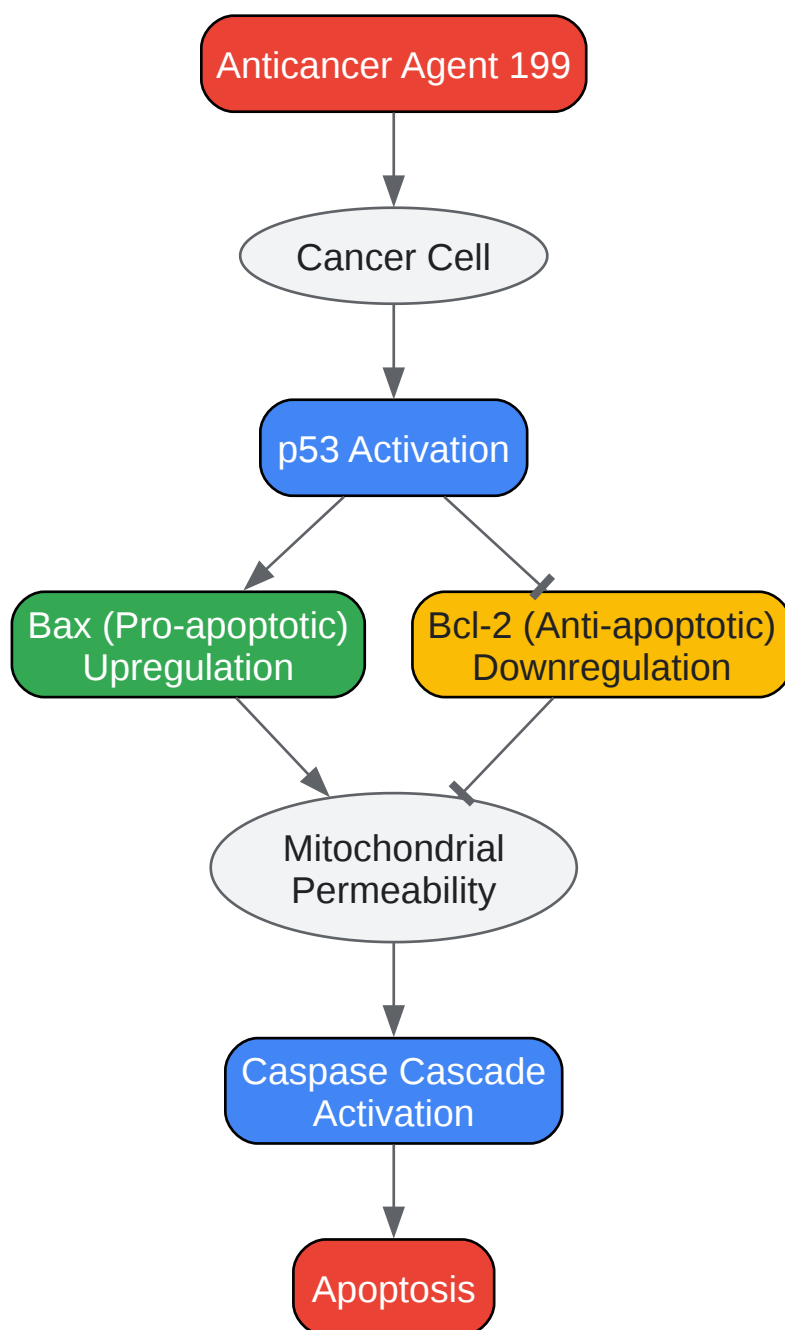 Anticancer Agent 199
Cancer Cell
p53 Activation
Bax (Pro-apoptotic)
Upregulation
Bcl-2 (Anti-apoptotic)
Downregulation
Mitochondrial
Permeability
Caspase Cascade
Activation
Apoptosis